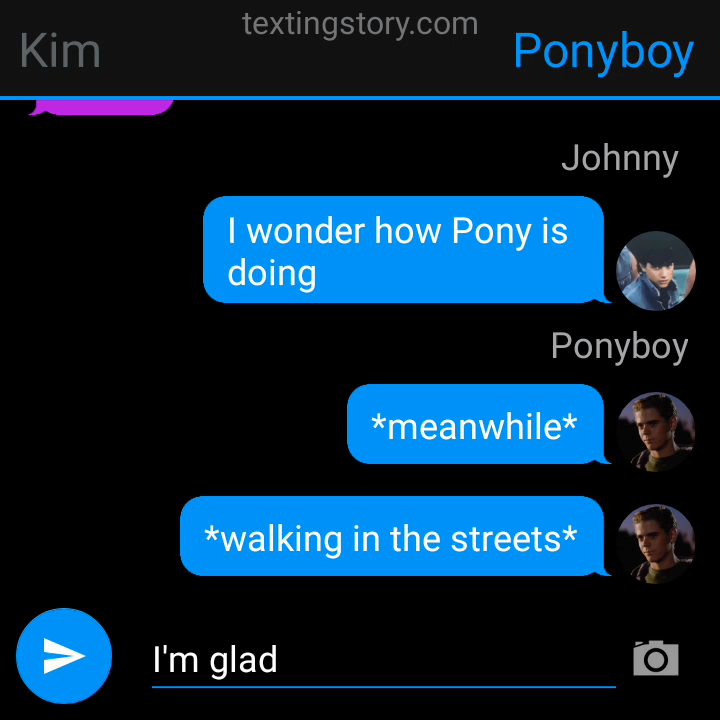 textingstory.com
Kim
Ponyboy
Johnny
I wonder how Pony is
doing
Ponyboy
*meanwhile*
*walking in the streets*
I'm glad